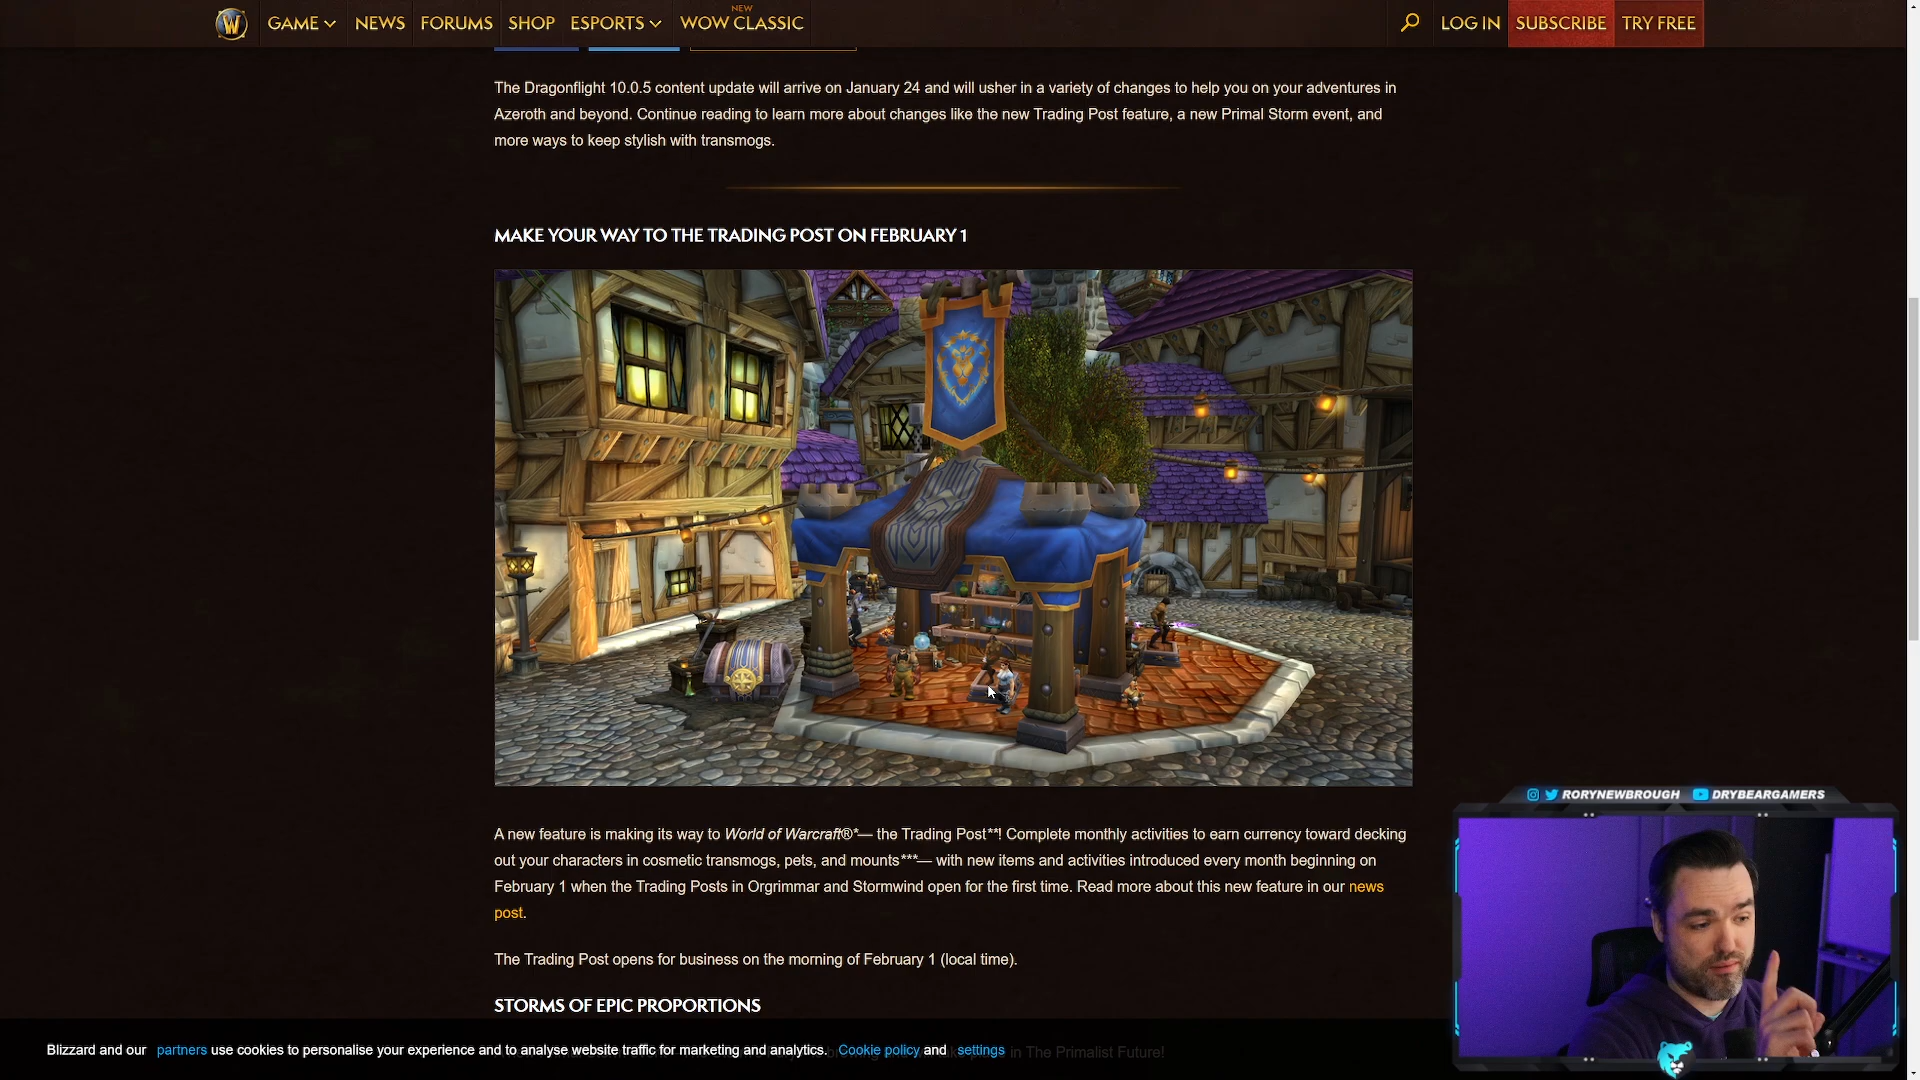 GAME NEWS FORUMS SHOP ESPORTS NEW WOW CLASSIC LOG IN SUBSCRIBE TRY FREE
The Dragonflight 10.0.5 content update will arrive on January 24 and will usher in a variety of changes to help you on your adventures in
Azeroth and beyond. Continue reading to learn more about changes like the new Trading Post feature, a new Primal Storm event, and
more ways to keep stylish with transmogs.
MAKE YOUR WAY TO THE TRADING POST ON FEBRUARY 1
RORYNEWBROUGH DRYBEARGAMERS
A new feature is making its way to World of Warcraft®*— the Trading Post**! Complete monthly activities to earn currency toward decking
out your characters in cosmetic transmogs, pets, and mounts***— with new items and activities introduced every month beginning on
February 1 when the Trading Posts in Orgrimmar and Stormwind open for the first time. Read more about this new feature in our news
post.
The Trading Post opens for business on the morning of February 1 (local time).
STORMS OF EPIC PROPORTIONS
Blizzard and our partners use cookies to personalise your experience and to analyse website traffic for marketing and analytics. Cookie policy and settings in The Primalist Future!